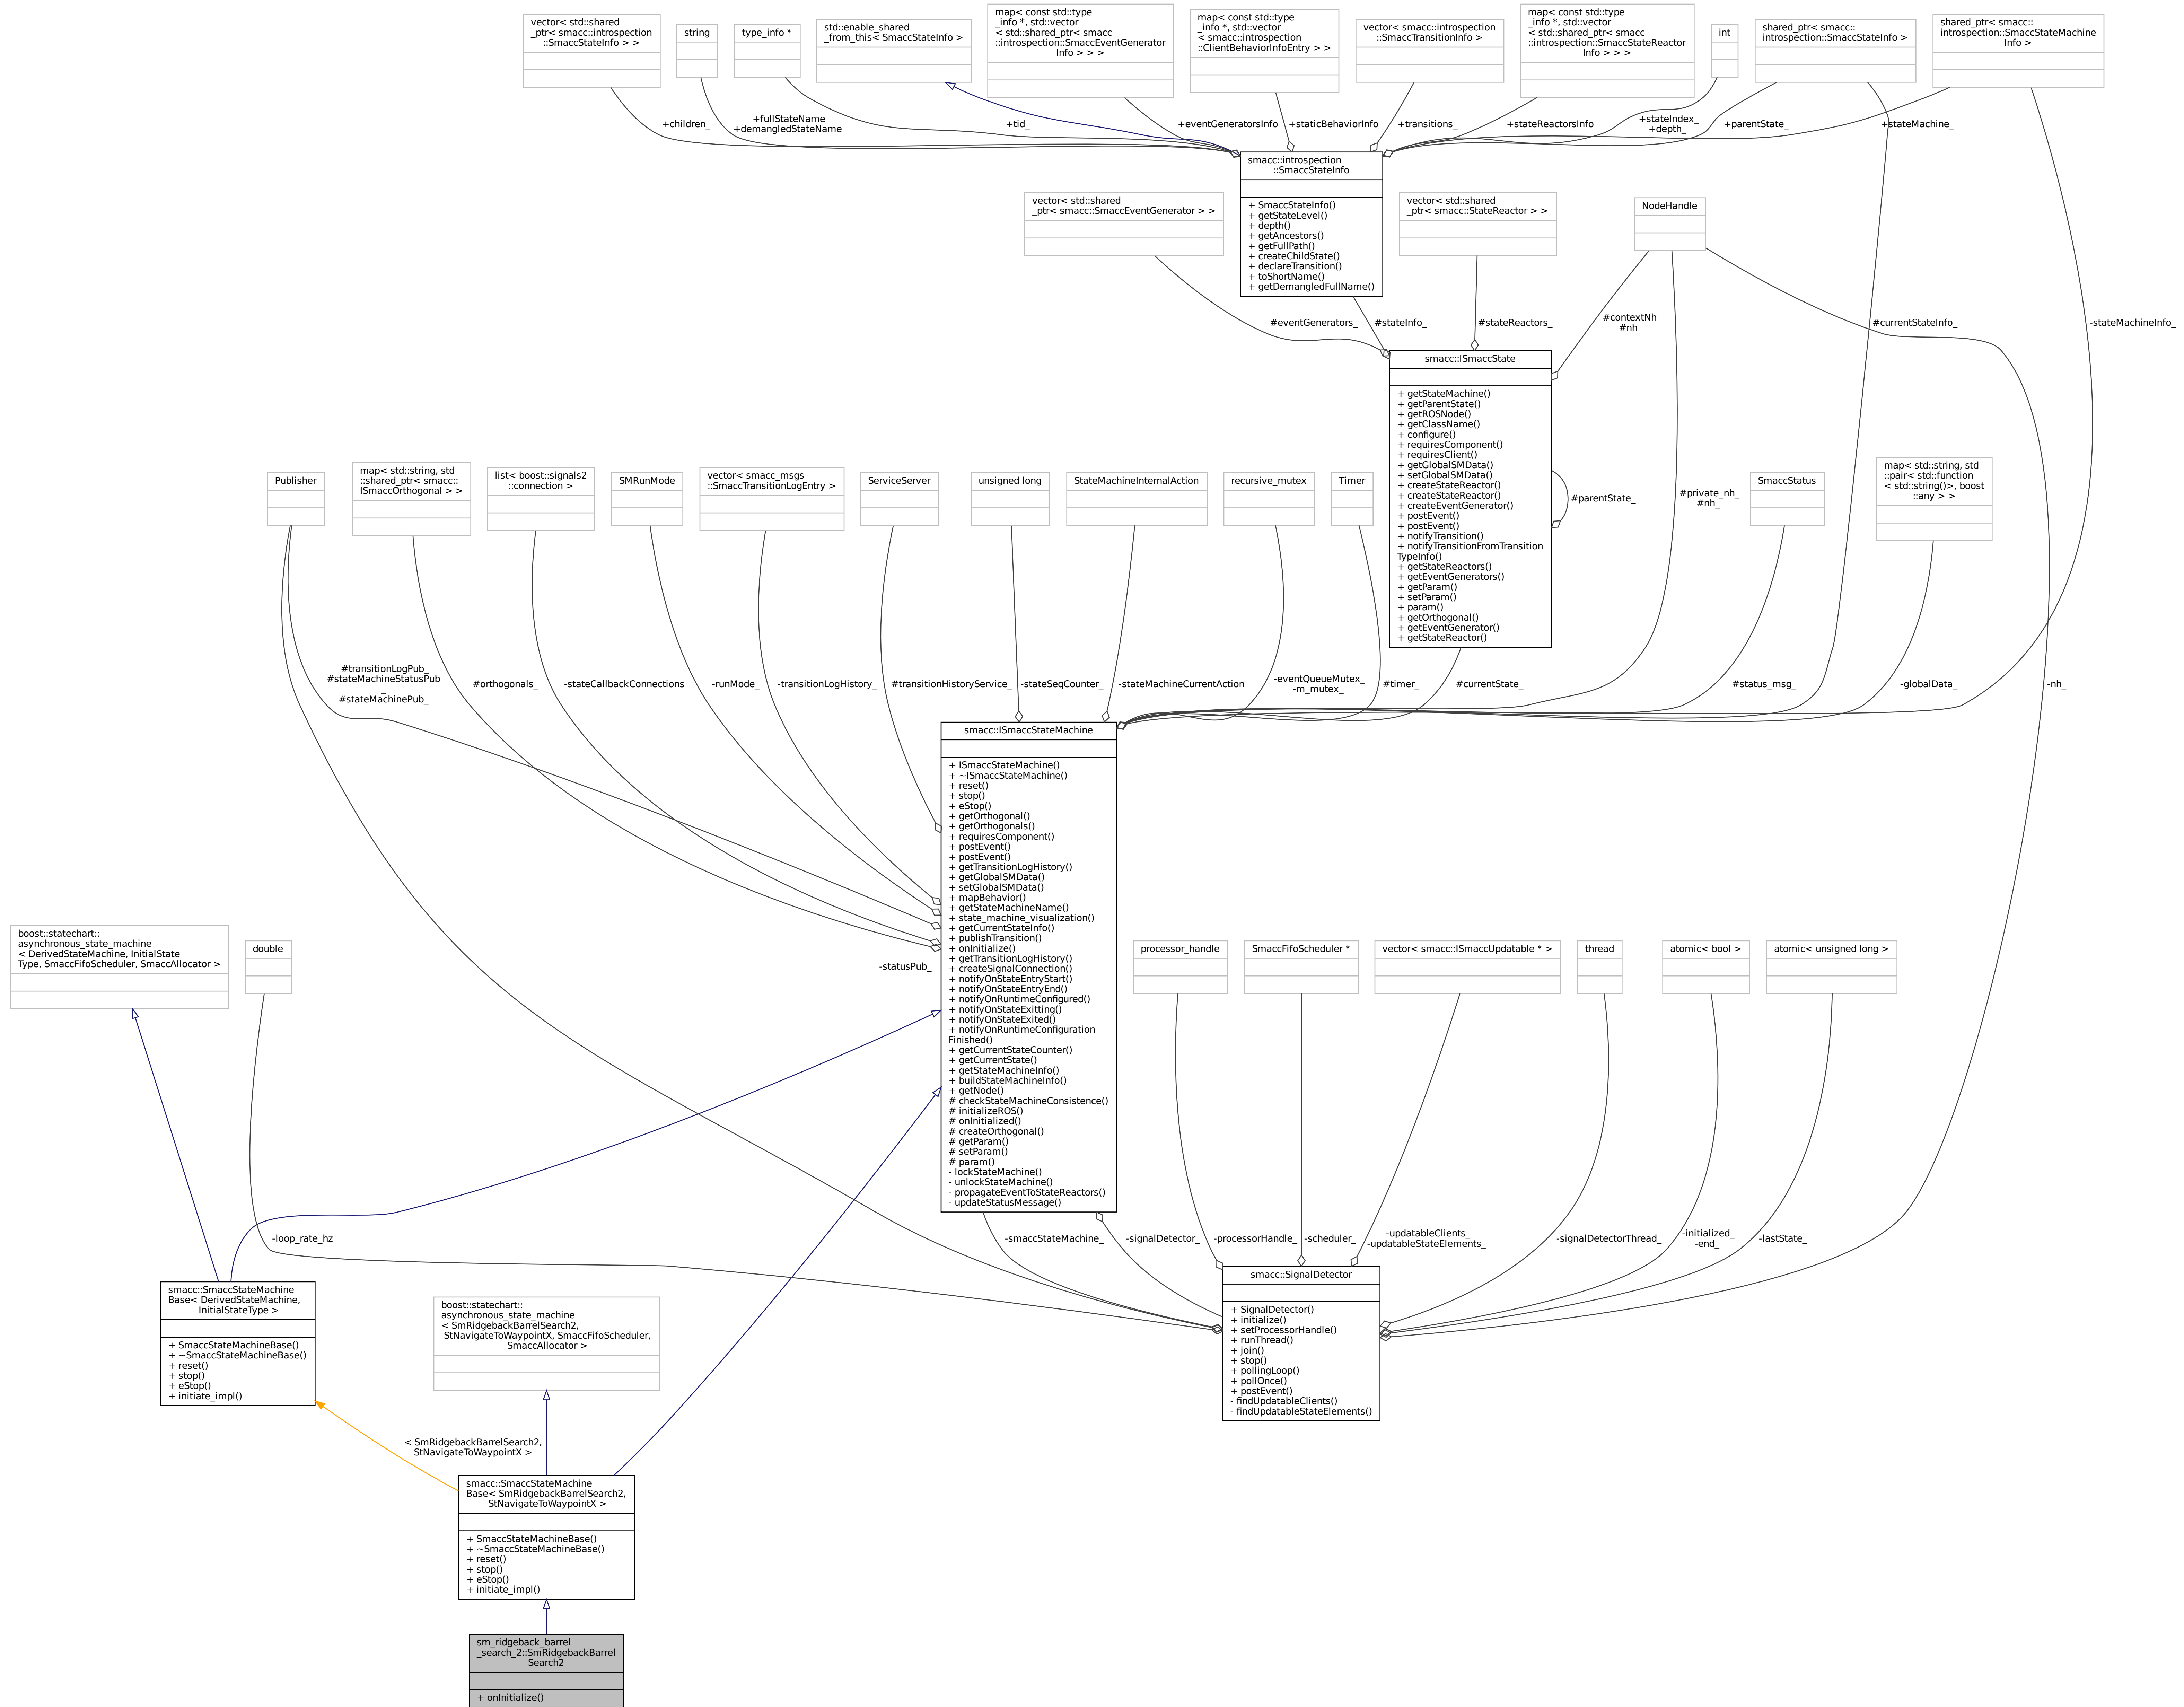 vector< std::shared
_ptr< smacc::introspection
::SmaccStateInfo > >
string
type_info *
std::enable_shared
_from_this< SmaccStateInfo >
map< const std::type
_info *, std::vector
< std::shared_ptr< smacc
::introspection::SmaccEventGenerator
Info > > >
map< const std::type
_info *, std::vector
< smacc::introspection
::ClientBehaviorInfoEntry > >
vector< smacc::introspection
::SmaccTransitionInfo >
map< const std::type
_info *, std::vector
< std::shared_ptr< smacc
::introspection::SmaccStateReactor
Info > > >
int
shared_ptr< smacc::
introspection::SmaccStateInfo >
shared_ptr< smacc::
introspection::SmaccStateMachine
Info >
+children_
+fullStateName
+demangledStateName
+tid_
+eventGeneratorsInfo
+staticBehaviorInfo
+transitions_
+stateReactorsInfo
+stateIndex_
+depth_
+parentState_
+stateMachine_
smacc::introspection
::SmaccStateInfo
+ SmaccStateInfo()
+ getStateLevel()
+ depth()
+ getAncestors()
+ getFullPath()
+ createChildState()
+ declareTransition()
+ toShortName()
+ getDemangledFullName()
vector< std::shared
_ptr< smacc::SmaccEventGenerator > >
vector< std::shared
_ptr< smacc::StateReactor > >
NodeHandle
#eventGenerators_
#stateInfo_
#stateReactors_
#contextNh
#nh
#currentStateInfo_
-stateMachineInfo_
smacc::ISmaccState
+ getStateMachine()
+ getParentState()
+ getROSNode()
+ getClassName()
+ configure()
+ requiresComponent()
+ requiresClient()
+ getGlobalSMData()
+ setGlobalSMData()
+ createStateReactor()
+ createStateReactor()
+ createEventGenerator()
+ postEvent()
+ postEvent()
+ notifyTransition()
+ notifyTransitionFromTransition
TypeInfo()
+ getStateReactors()
+ getEventGenerators()
+ getParam()
+ setParam()
+ param()
+ getOrthogonal()
+ getEventGenerator()
+ getStateReactor()
#parentState_
#private_nh_
#nh_
Publisher
map< std::string, std
::shared_ptr< smacc::
ISmaccOrthogonal > >
list< boost::signals2
::connection >
SMRunMode
vector< smacc_msgs
::SmaccTransitionLogEntry >
ServiceServer
unsigned long
StateMachineInternalAction
recursive_mutex
Timer
SmaccStatus
map< std::string, std
::pair< std::function
< std::string()>, boost
::any > >
#transitionLogPub_
#stateMachineStatusPub
_
#stateMachinePub_
#orthogonals_
-stateCallbackConnections
-runMode_
-transitionLogHistory_
#transitionHistoryService_
-stateSeqCounter_
-stateMachineCurrentAction
-eventQueueMutex_
-m_mutex_
#timer_
#currentState_
#status_msg_
-globalData_
-nh_
smacc::ISmaccStateMachine
+ ISmaccStateMachine()
+ ~ISmaccStateMachine()
+ reset()
+ stop()
+ eStop()
+ getOrthogonal()
+ getOrthogonals()
+ requiresComponent()
+ postEvent()
+ postEvent()
+ getTransitionLogHistory()
+ getGlobalSMData()
+ setGlobalSMData()
+ mapBehavior()
+ getStateMachineName()
+ state_machine_visualization()
+ getCurrentStateInfo()
+ publishTransition()
+ onInitialize()
+ getTransitionLogHistory()
+ createSignalConnection()
+ notifyOnStateEntryStart()
+ notifyOnStateEntryEnd()
+ notifyOnRuntimeConfigured()
+ notifyOnStateExitting()
+ notifyOnStateExited()
+ notifyOnRuntimeConfiguration
Finished()
+ getCurrentStateCounter()
+ getCurrentState()
+ getStateMachineInfo()
+ buildStateMachineInfo()
+ getNode()
# checkStateMachineConsistence()
# initializeROS()
# onInitialized()
# createOrthogonal()
# getParam()
# setParam()
# param()
- lockStateMachine()
- unlockStateMachine()
- propagateEventToStateReactors()
- updateStatusMessage()
boost::statechart::
asynchronous_state_machine
< DerivedStateMachine, InitialState
Type, SmaccFifoScheduler, SmaccAllocator >
double
-statusPub_
processor_handle
SmaccFifoScheduler *
vector< smacc::ISmaccUpdatable * >
thread
atomic< bool >
atomic< unsigned long >
-loop_rate_hz
-smaccStateMachine_
-signalDetector_
-processorHandle_
-scheduler_
-updatableClients_
-updatableStateElements_
-signalDetectorThread_
-initialized_
-end_
-lastState_
smacc::SignalDetector
+ SignalDetector()
+ initialize()
+ setProcessorHandle()
+ runThread()
+ join()
+ stop()
+ pollingLoop()
+ pollOnce()
+ postEvent()
- findUpdatableClients()
- findUpdatableStateElements()
smacc::SmaccStateMachine
Base< DerivedStateMachine,
InitialStateType >
+ SmaccStateMachineBase()
+ ~SmaccStateMachineBase()
+ reset()
+ stop()
+ eStop()
+ initiate_impl()
boost::statechart::
asynchronous_state_machine
< SmRidgebackBarrelSearch2,
StNavigateToWaypointX, SmaccFifoScheduler,
SmaccAllocator >
< SmRidgebackBarrelSearch2,
StNavigateToWaypointX >
smacc::SmaccStateMachine
Base< SmRidgebackBarrelSearch2,
StNavigateToWaypointX >
+ SmaccStateMachineBase()
+ ~SmaccStateMachineBase()
+ reset()
+ stop()
+ eStop()
+ initiate_impl()
sm_ridgeback_barrel
_search_2::SmRidgebackBarrel
Search2
+ onInitialize()